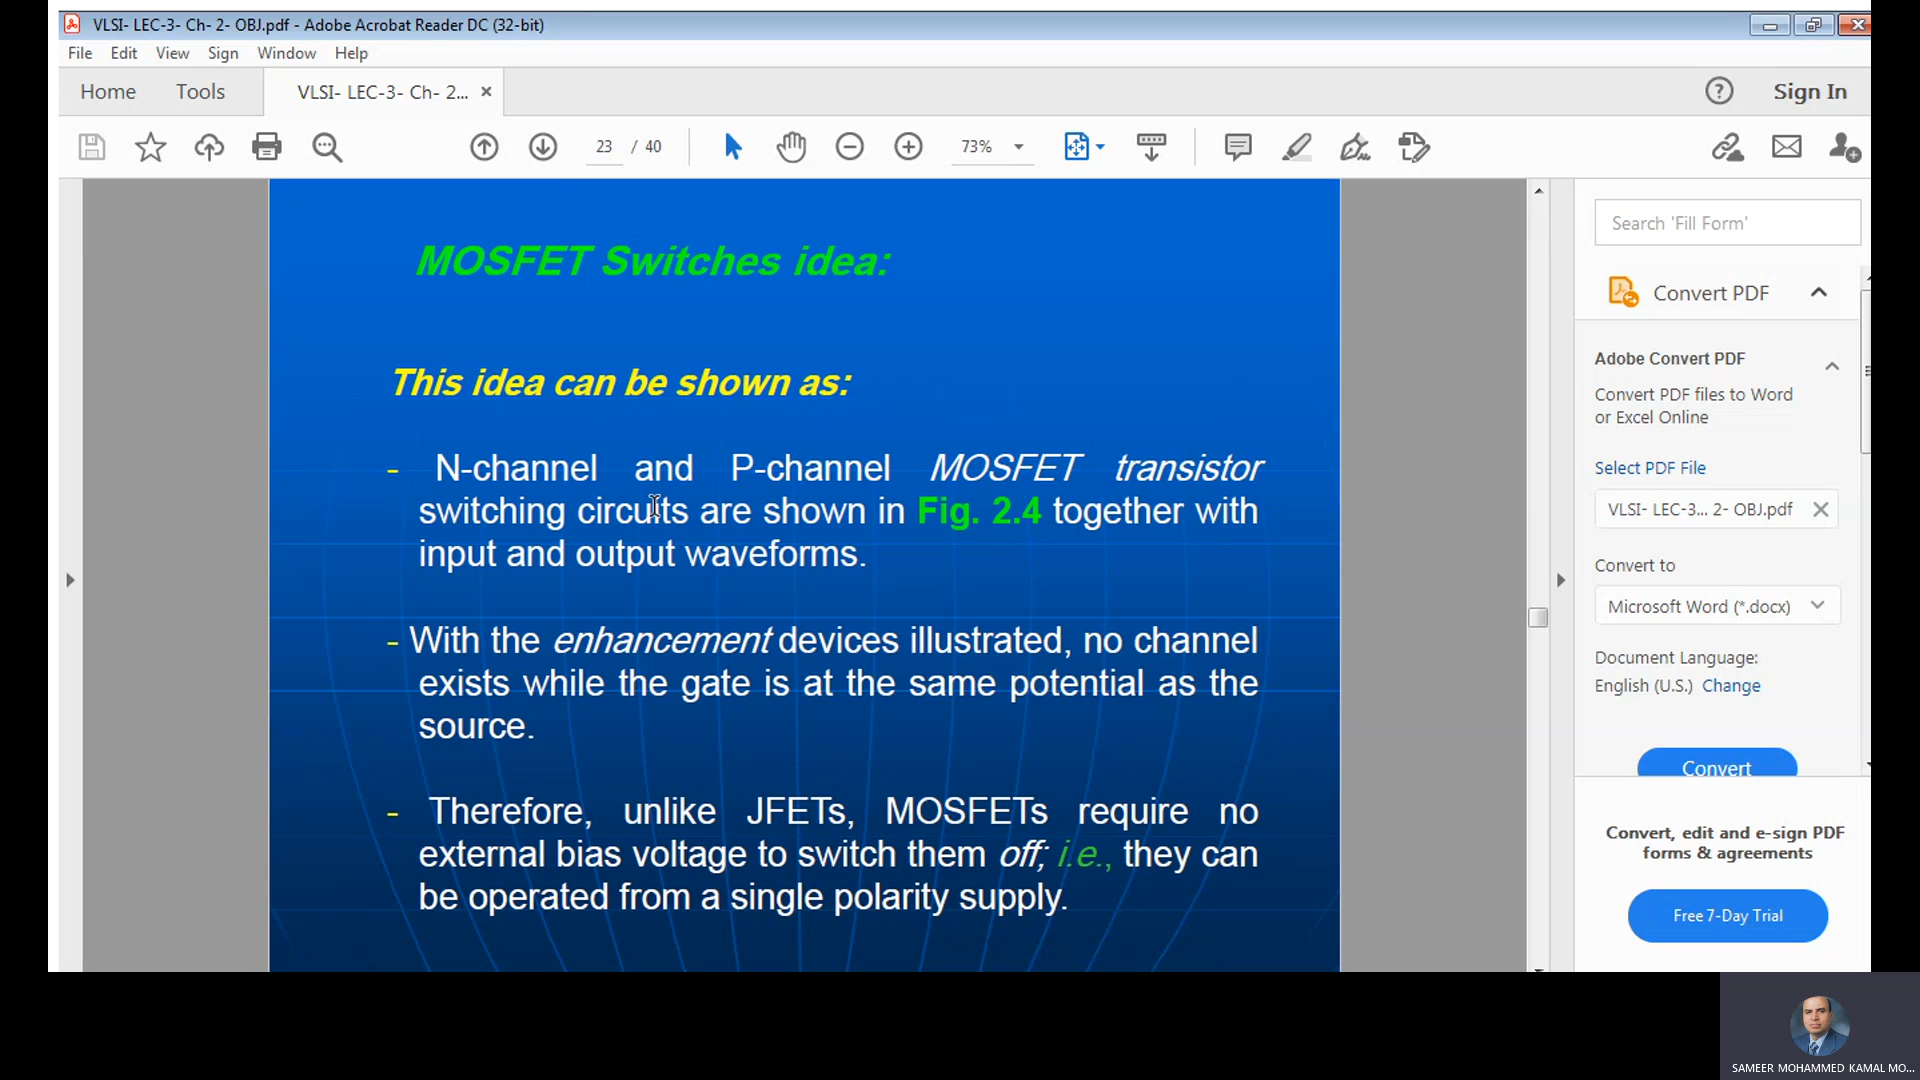 VLSI- LEC-3- Ch- 2- OBJ.pdf - Adobe Acrobat Reader DC (32-bit)
File Edit View Sign Window Help
Home Tools VLSI- LEC-3- Ch- 2... × Sign In
23 / 40 73%
MOSFET Switches idea:
This idea can be shown as:
- N-channel and P-channel MOSFET transistor
switching circuits are shown in Fig. 2.4 together with
input and output waveforms.
- With the enhancement devices illustrated, no channel
exists while the gate is at the same potential as the
source.
- Therefore, unlike JFETs, MOSFETs require no
external bias voltage to switch them off; i.e., they can
be operated from a single polarity supply.
Search 'Fill Form'
Convert PDF
Adobe Convert PDF
Convert PDF files to Word
or Excel Online
Select PDF File
VLSI- LEC-3... 2- OBJ.pdf
Convert to
Microsoft Word (*.docx)
Document Language:
English (U.S.) Change
Convert
Convert, edit and e-sign PDF
forms & agreements
Free 7-Day Trial
SAMEER MOHAMMED KAMAL MO...